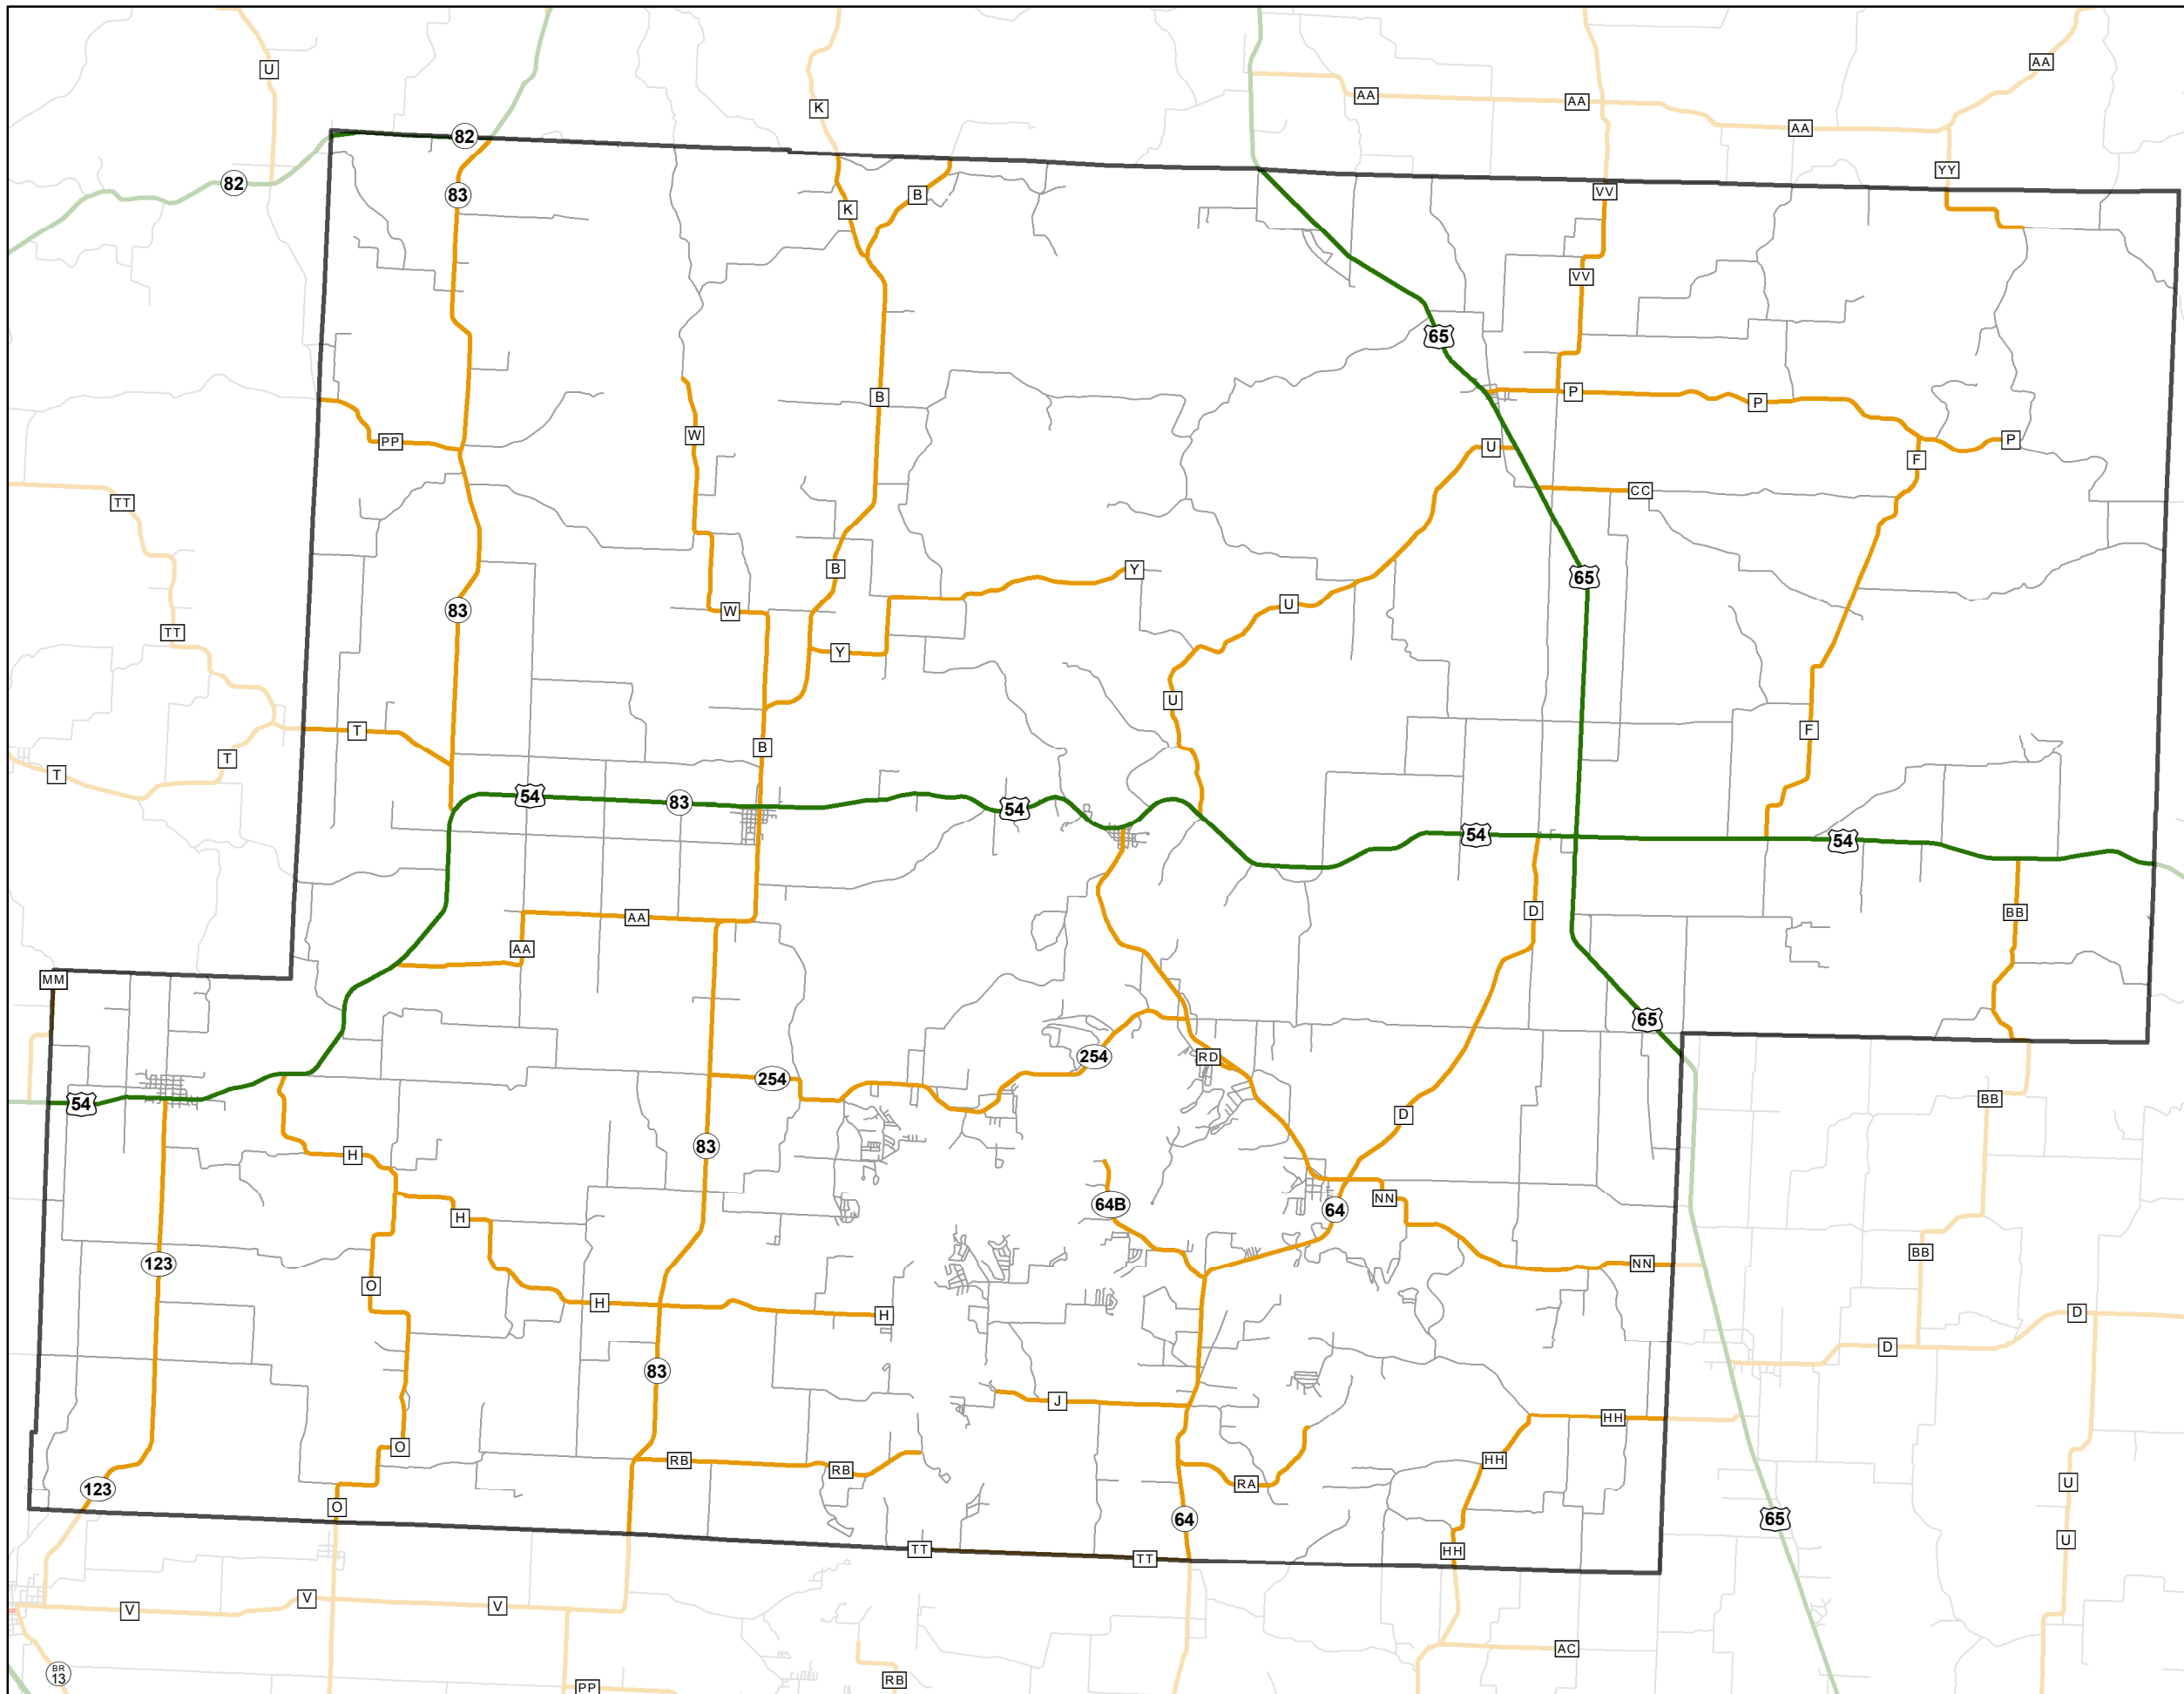 U
AA
K
AA
AA
AA
82
YY
82
83
VV
B
K
VV
65
P
B
P
W
PP
U
P
F
CC
TT
B
Y
65
U
83
W
TT
Y
U
F
T
B
T
T
54
83
54
54
54
D
BB
AA
AA
MM
65
254
RD
254
BB
54
D
83
H
NN
64B
64
H
BB
123
NN
O
H
D
H
D
83
J
HH
O
RB
HH
RB
U
RA
123
O
64
65
U
TT
HH
TT
V
V
V
AC
BR
13
RB
PP